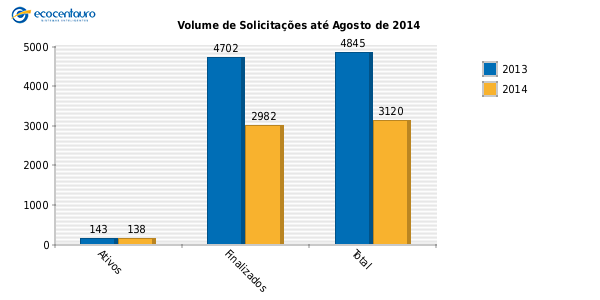 ecocentauro
Volume de Solicitações até Agosto de 2014
5000
4000
3000
2000
1000
0
143
138
4702
2982
4845
3120
Ativos
Finalizados
Total
2013
2014